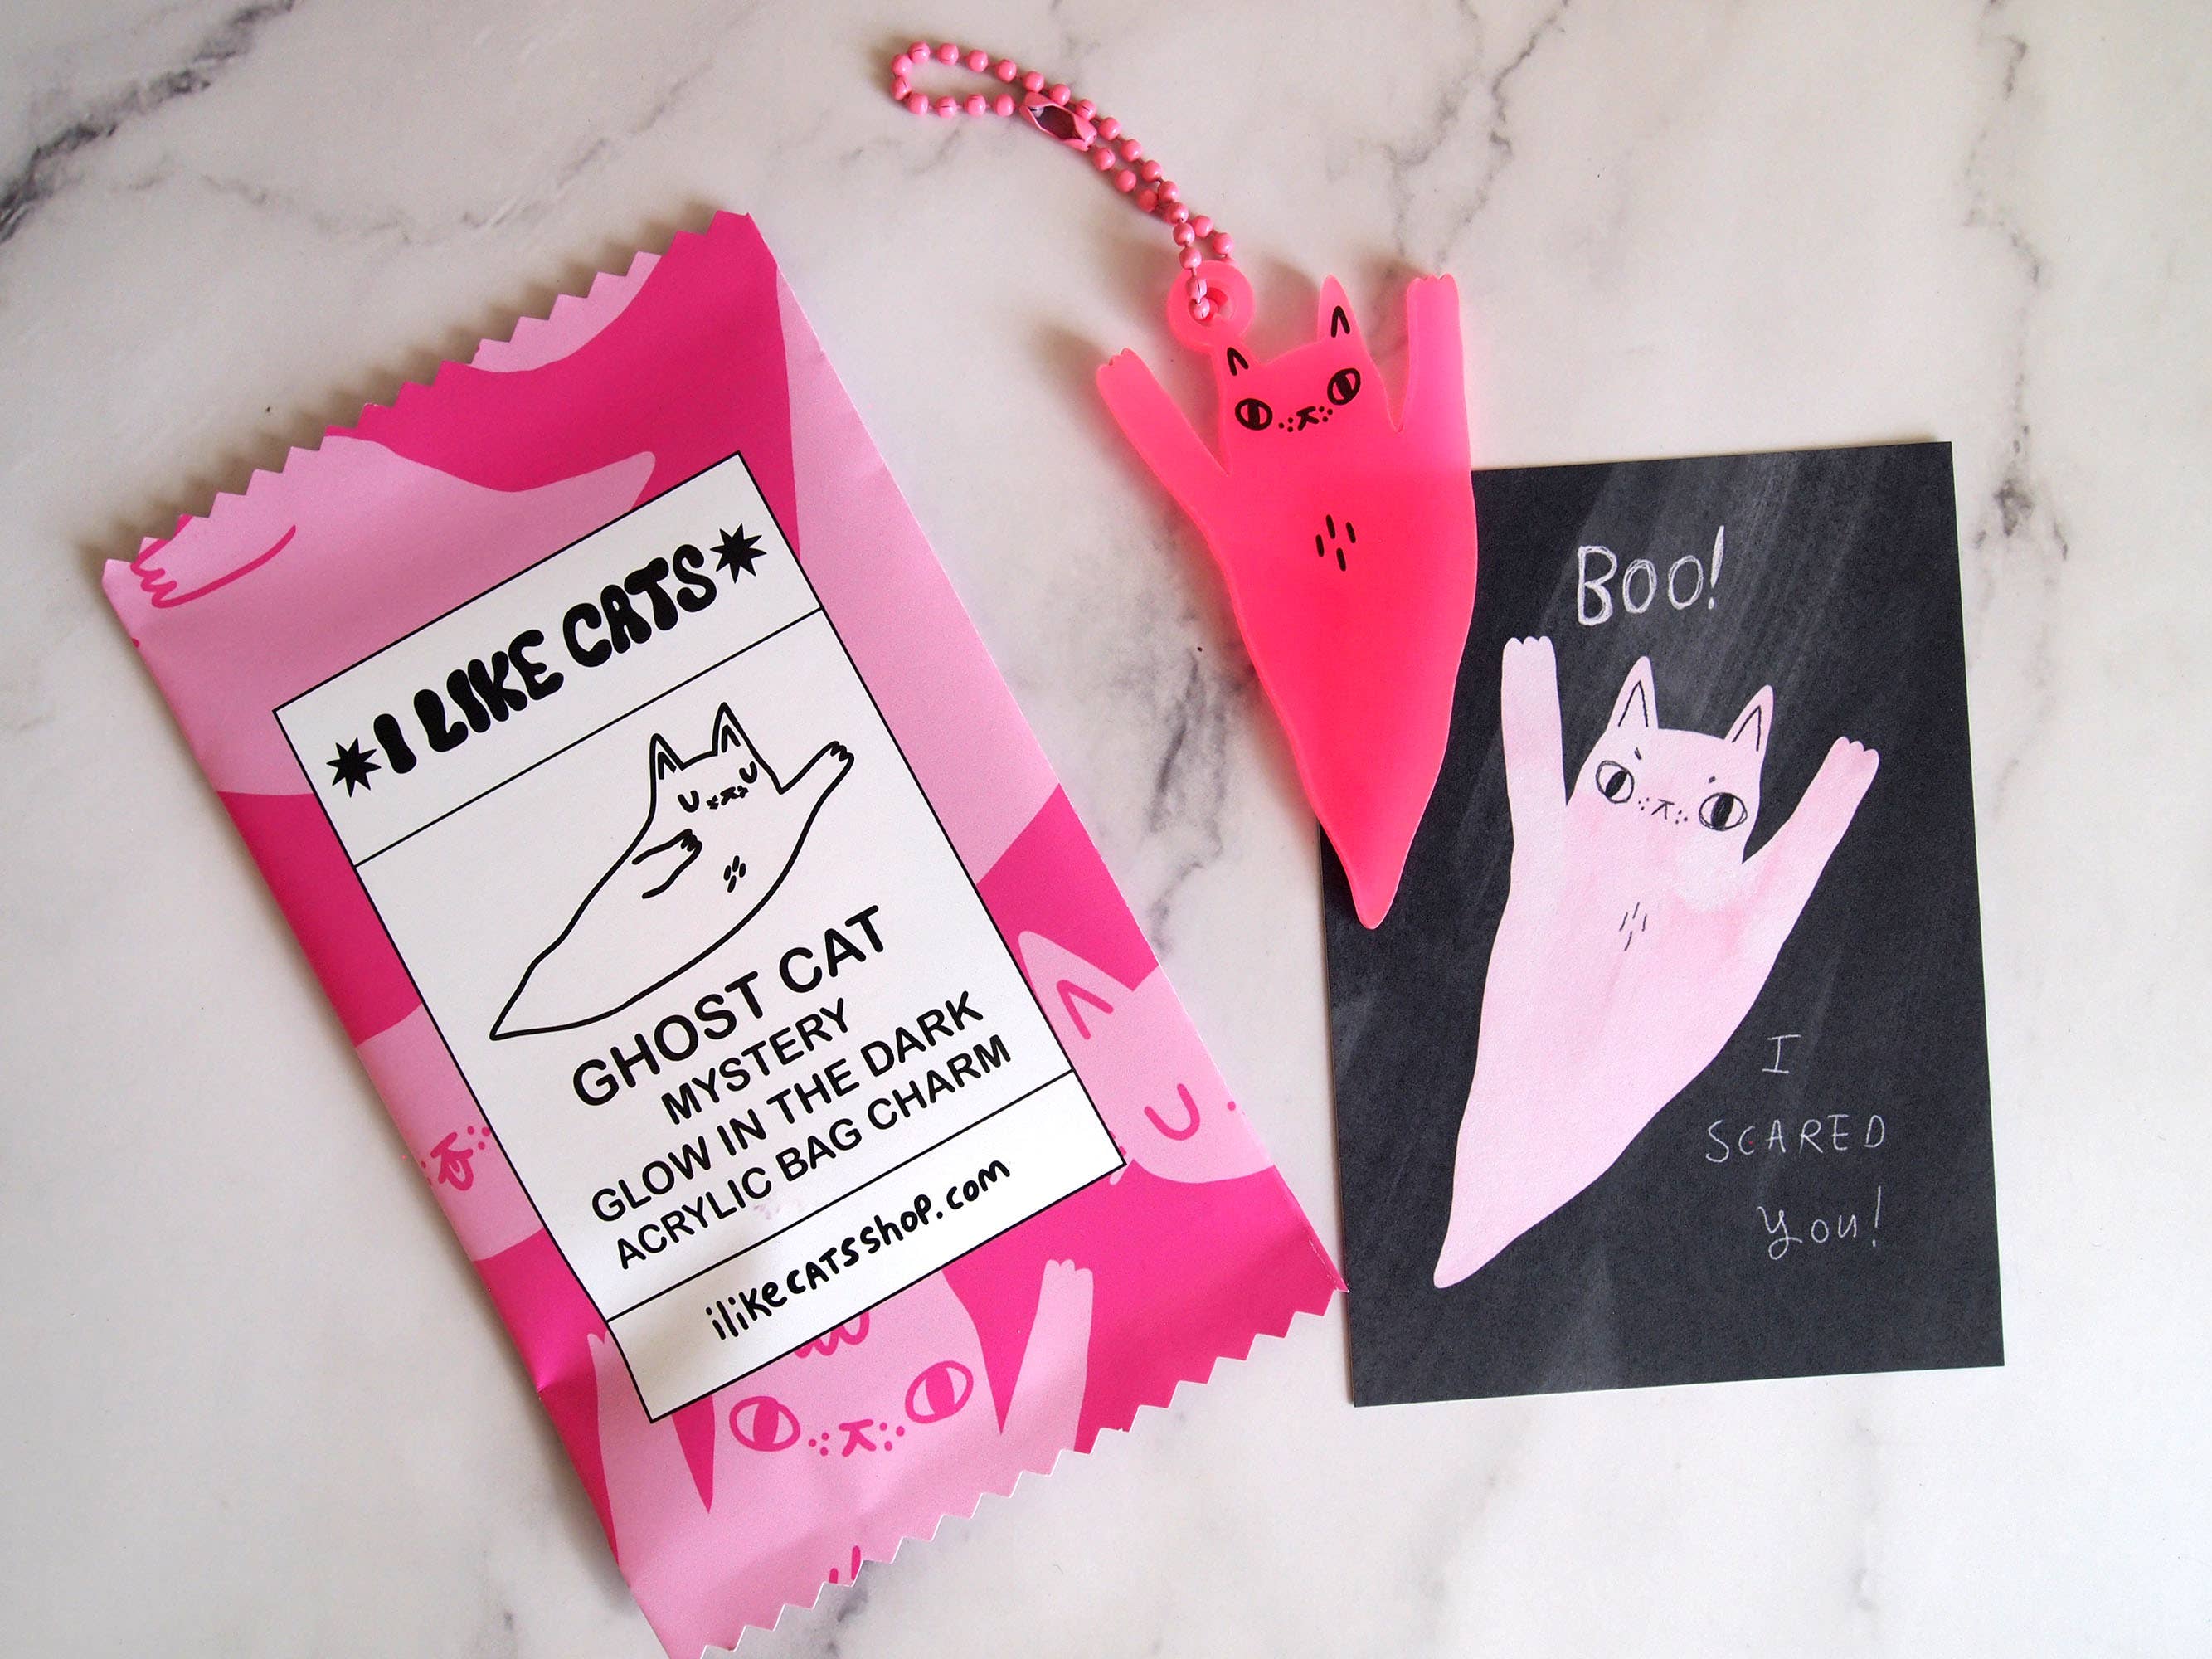 I LIKE CATS
GHOST CAT
MYSTERY
GLOW IN THE DARK
ACRYLIC BAG CHARM
ilikeCATSShop.com
BOO!
I
SCARED
You!